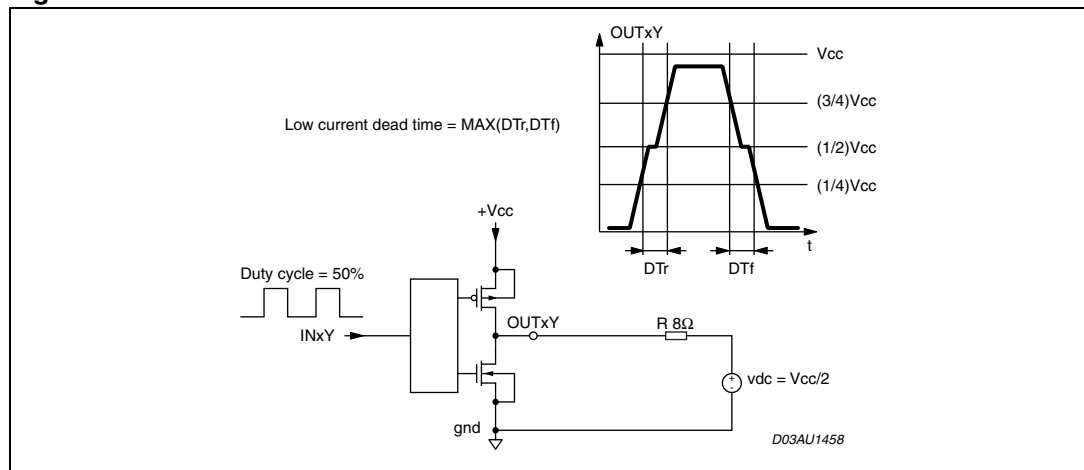 OUTxY
Vcc
(3/4)Vcc
Low current dead time = MAX(DTr,DTf)
(1/2)Vcc
(1/4)Vcc
+Vcc
t
DTr
DTf
Duty cycle = 50%
OUTxY
R 8Ω
INxY
vdc = Vcc/2
+
-
gnd
D03AU1458